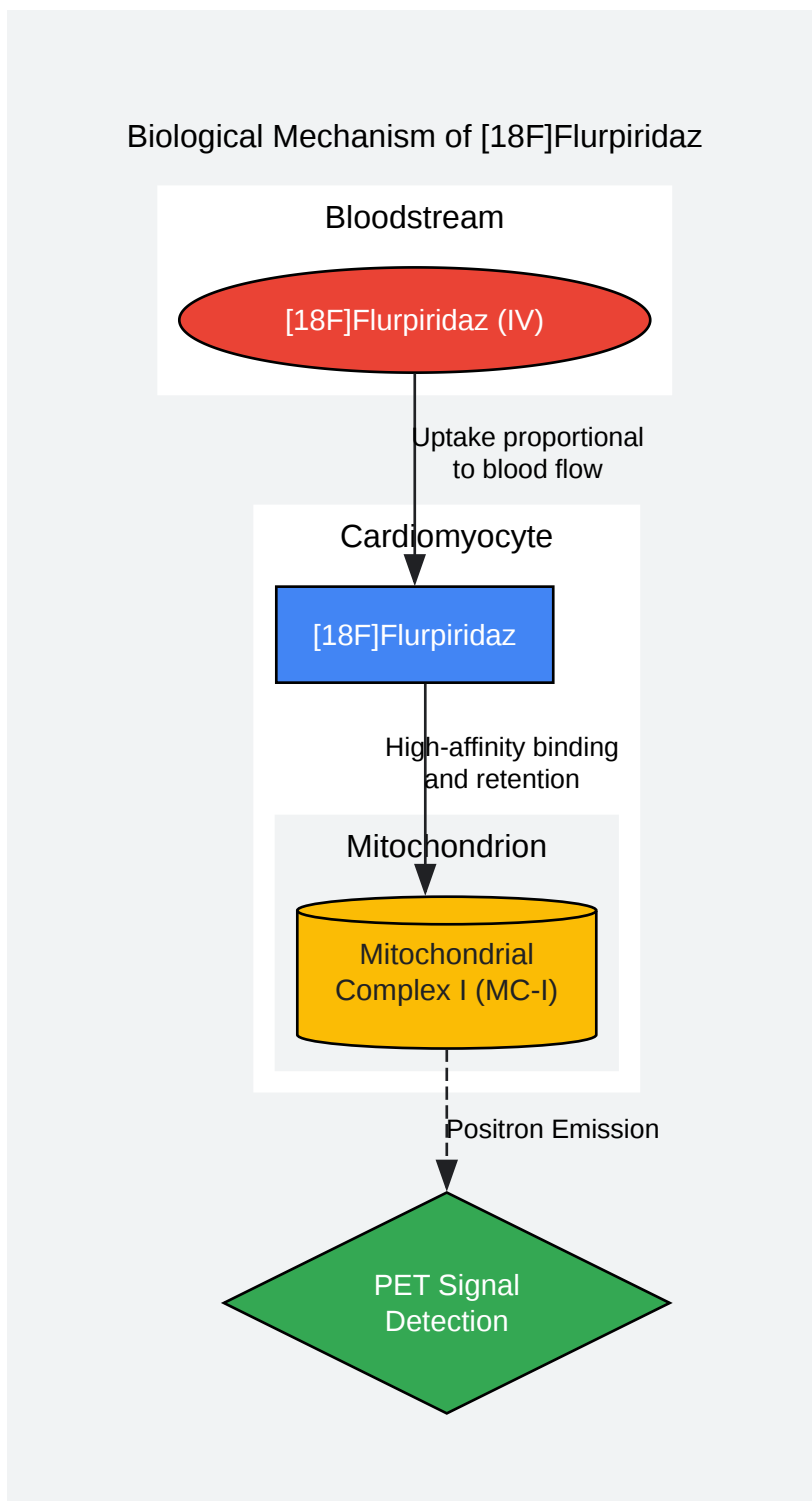 Biological Mechanism of [18F]Flurpiridaz
Bloodstream
[18F]Flurpiridaz (IV)
Uptake proportional
to blood flow
Cardiomyocyte
[18F]Flurpiridaz
High-affinity binding
and retention
Mitochondrion
Mitochondrial
Complex I (MC-I)
Positron Emission
PET Signal
Detection